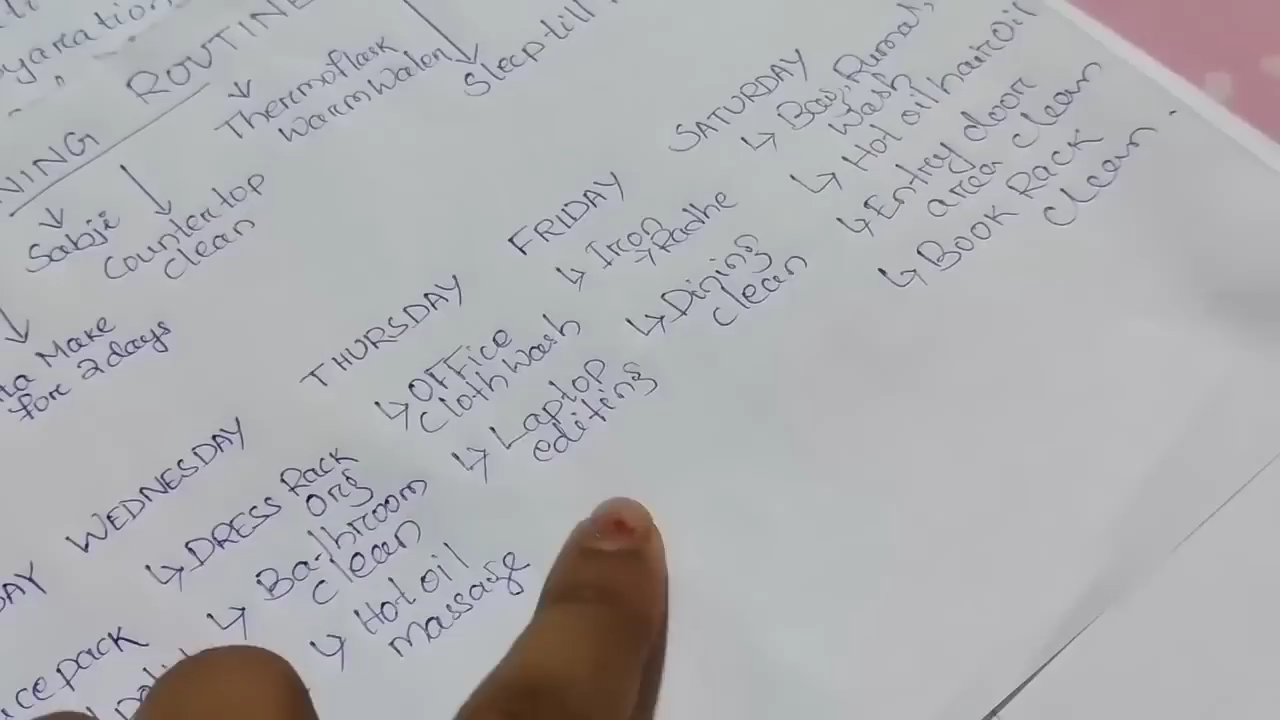 ROUTINE
Thermoflask
Warm Water
Sleep till
Sabji
Countertop
clean
Make
for 2 days
WEDNESDAY
DRESS Rack
Org
Bathroom
clean
Hot oil
massage
THURSDAY
OFFice
Cloth Wash
Laptop
editing
FRIDAY
Iron
Radhe
Dining
clean
SATURDAY
Bag, Rumal,
Wash
Hot oil hair Oil
Entry door
area clean
BOOK Rack
clean.
pack